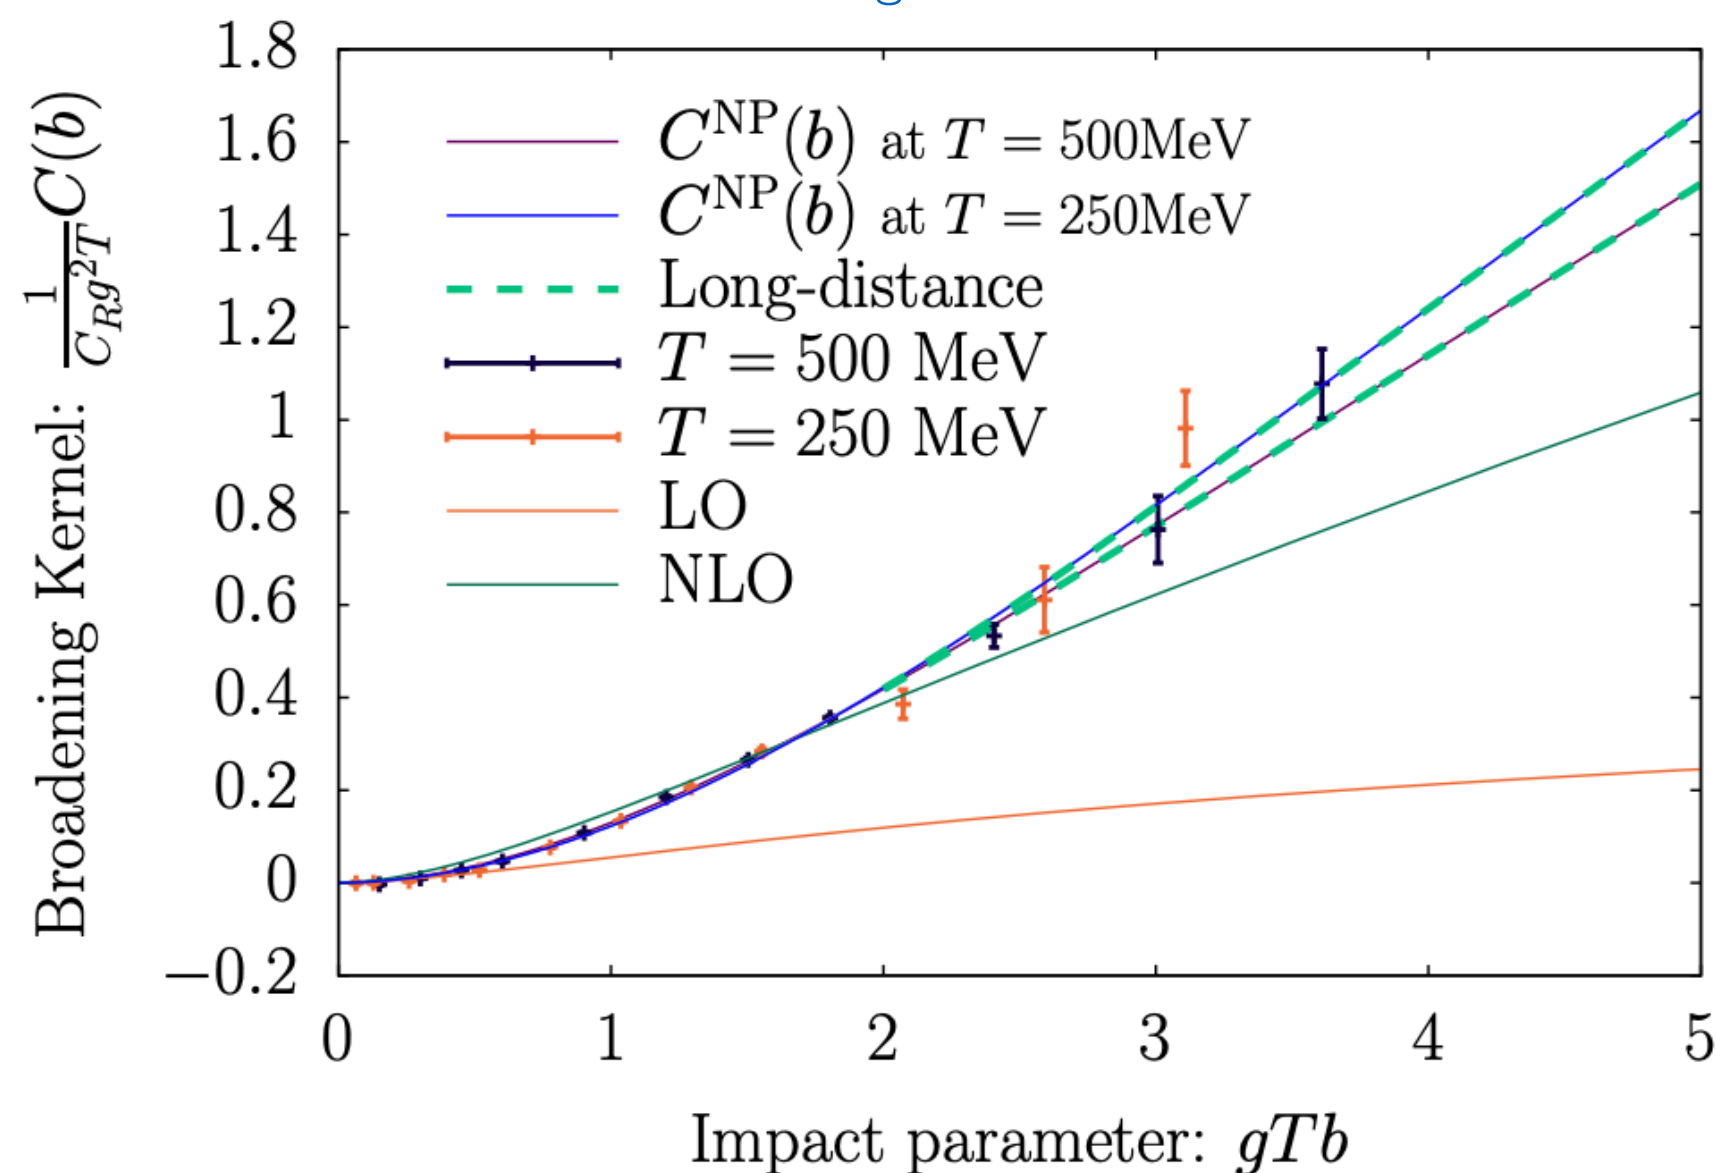 1.8
1.6
1.4
1.2
1
0.8
0.6
0.4
0.2
0
−0.2
Broadening Kernel: \frac{1}{C_R g^2 T} C(b)
C^{NP}(b) at T = 500MeV
C^{NP}(b) at T = 250MeV
Long-distance
T = 500 MeV
T = 250 MeV
LO
NLO
0 1 2 3 4 5
Impact parameter: gTb